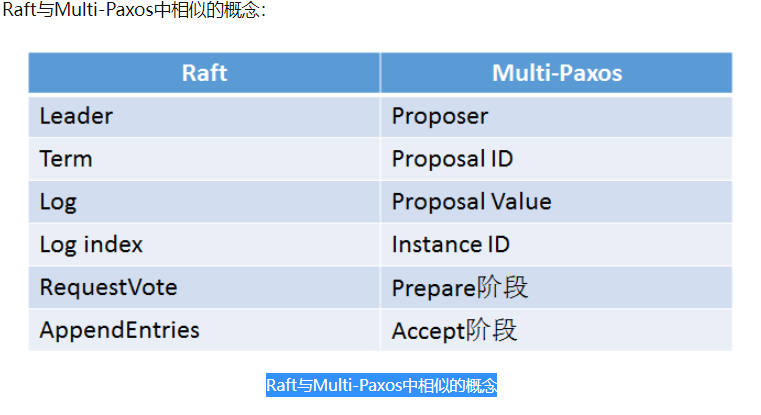 Raft与Multi-Paxos中相似的概念：
Raft Multi-Paxos
Leader Proposer
Term Proposal ID
Log Proposal Value
Log index Instance ID
RequestVote Prepare阶段
AppendEntries Accept阶段
Raft与Multi-Paxos中相似的概念